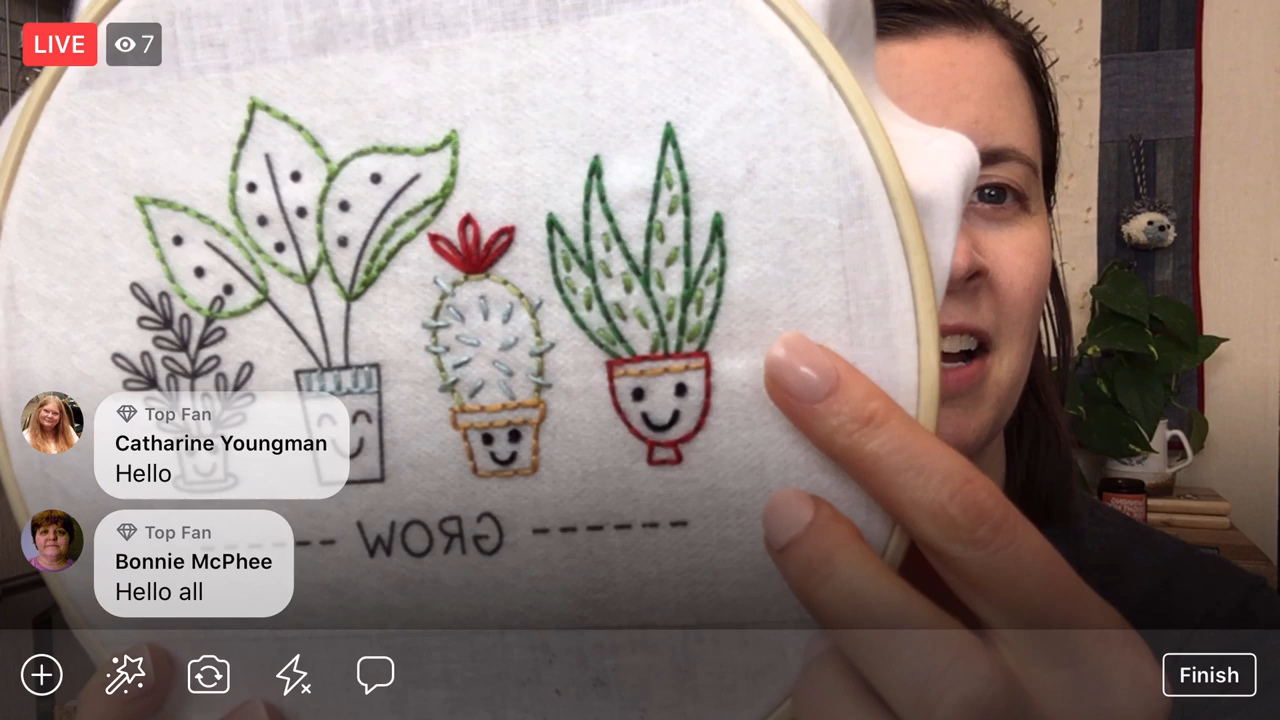 LIVE
7
Top Fan
Catharine Youngman
Hello
Top Fan
Bonnie McPhee
Hello all
GROW
Finish